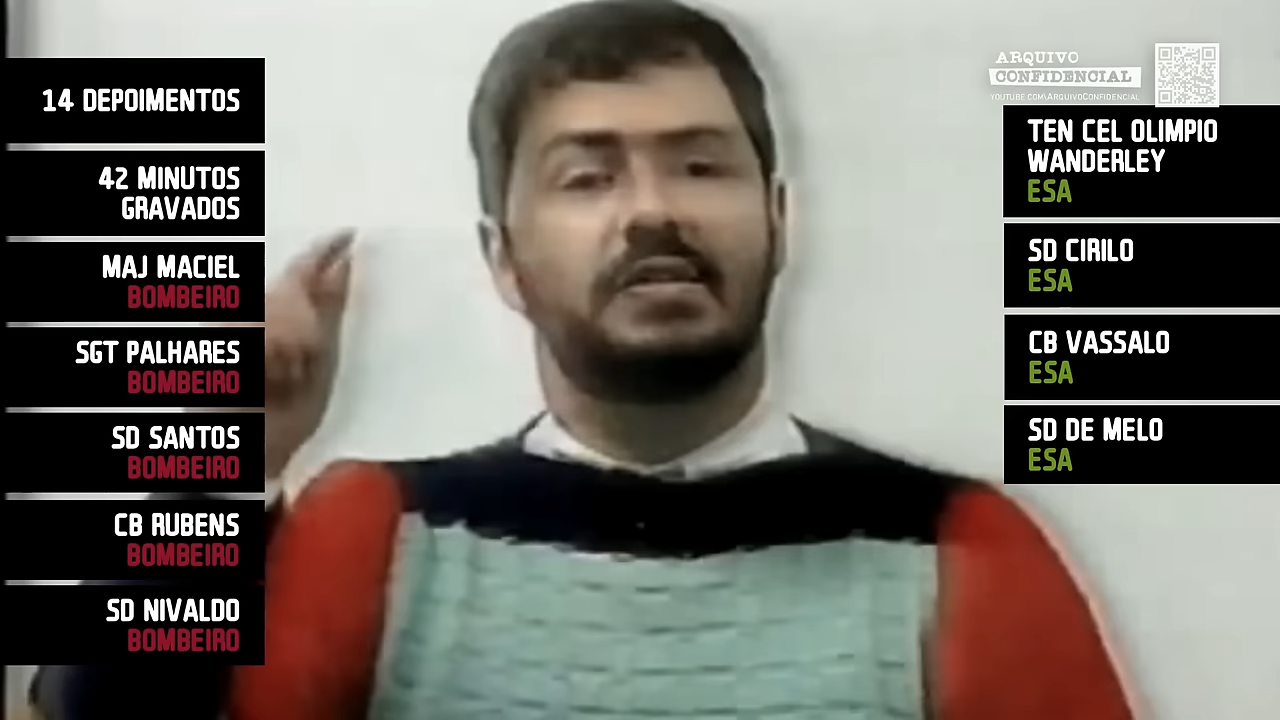 14 DEPOIMENTOS
42 MINUTOS
GRAVADOS
MAJ MACIEL
BOMBEIRO
SGT PALHARES
BOMBEIRO
SD SANTOS
BOMBEIRO
CB RUBENS
BOMBEIRO
SD NIVALDO
BOMBEIRO
ARQUIVO
CONFIDENCIAL
YOUTUBE.COM\ARQUIVOCONFIDENCIAL
TEN CEL OLIMPIO
WANDERLEY
ESA
SD CIRILO
ESA
CB VASSALO
ESA
SD DE MELO
ESA